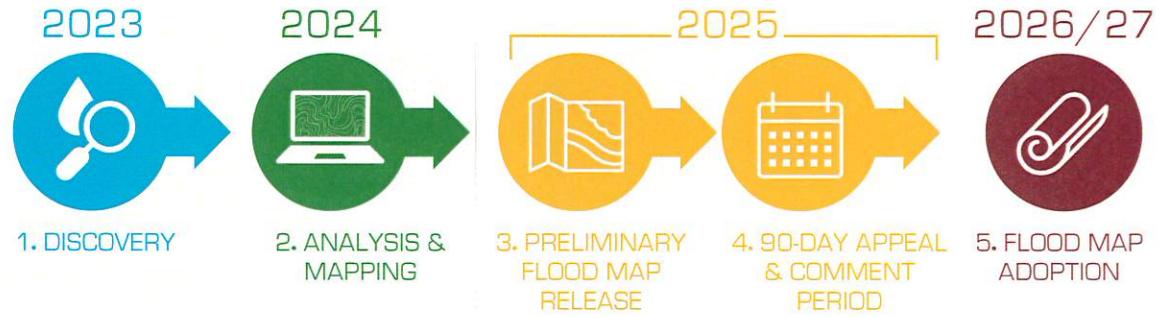 2023
2024
2025
2026/27
1. DISCOVERY
2. ANALYSIS &
MAPPING
3. PRELIMINARY
FLOOD MAP
RELEASE
4. 90-DAY APPEAL
& COMMENT
PERIOD
5. FLOOD MAP
ADOPTION